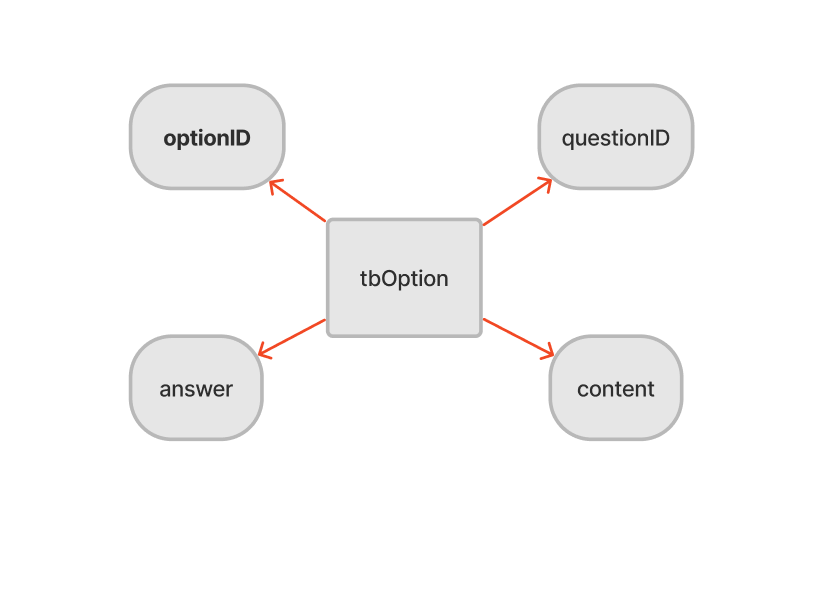 optionID
questionID
tbOption
answer
content